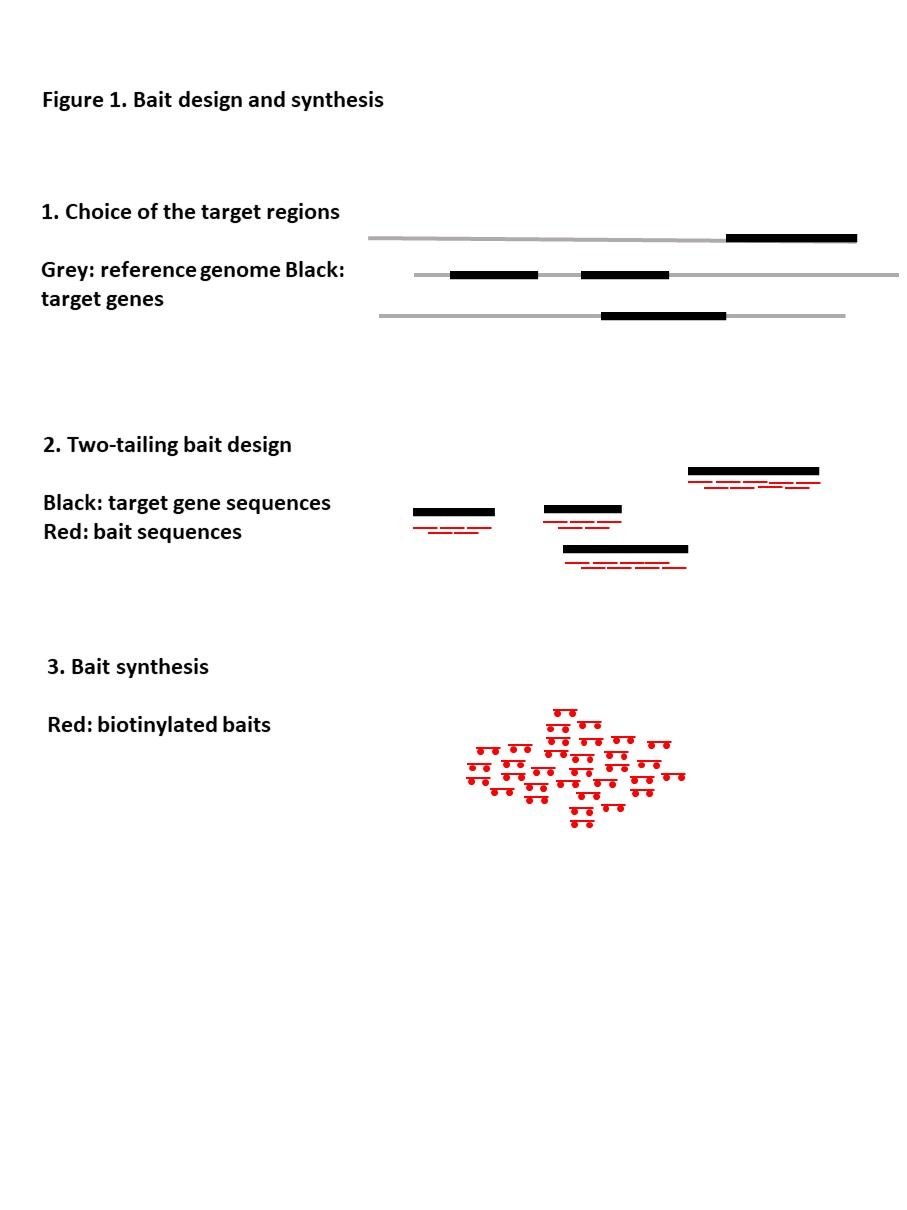 Figure 1. Bait design and synthesis
1. Choice of the target regions
Grey: reference genome Black:
target genes
2. Two-tailing bait design
Black: target gene sequences
Red: bait sequences
3. Bait synthesis
Red: biotinylated baits